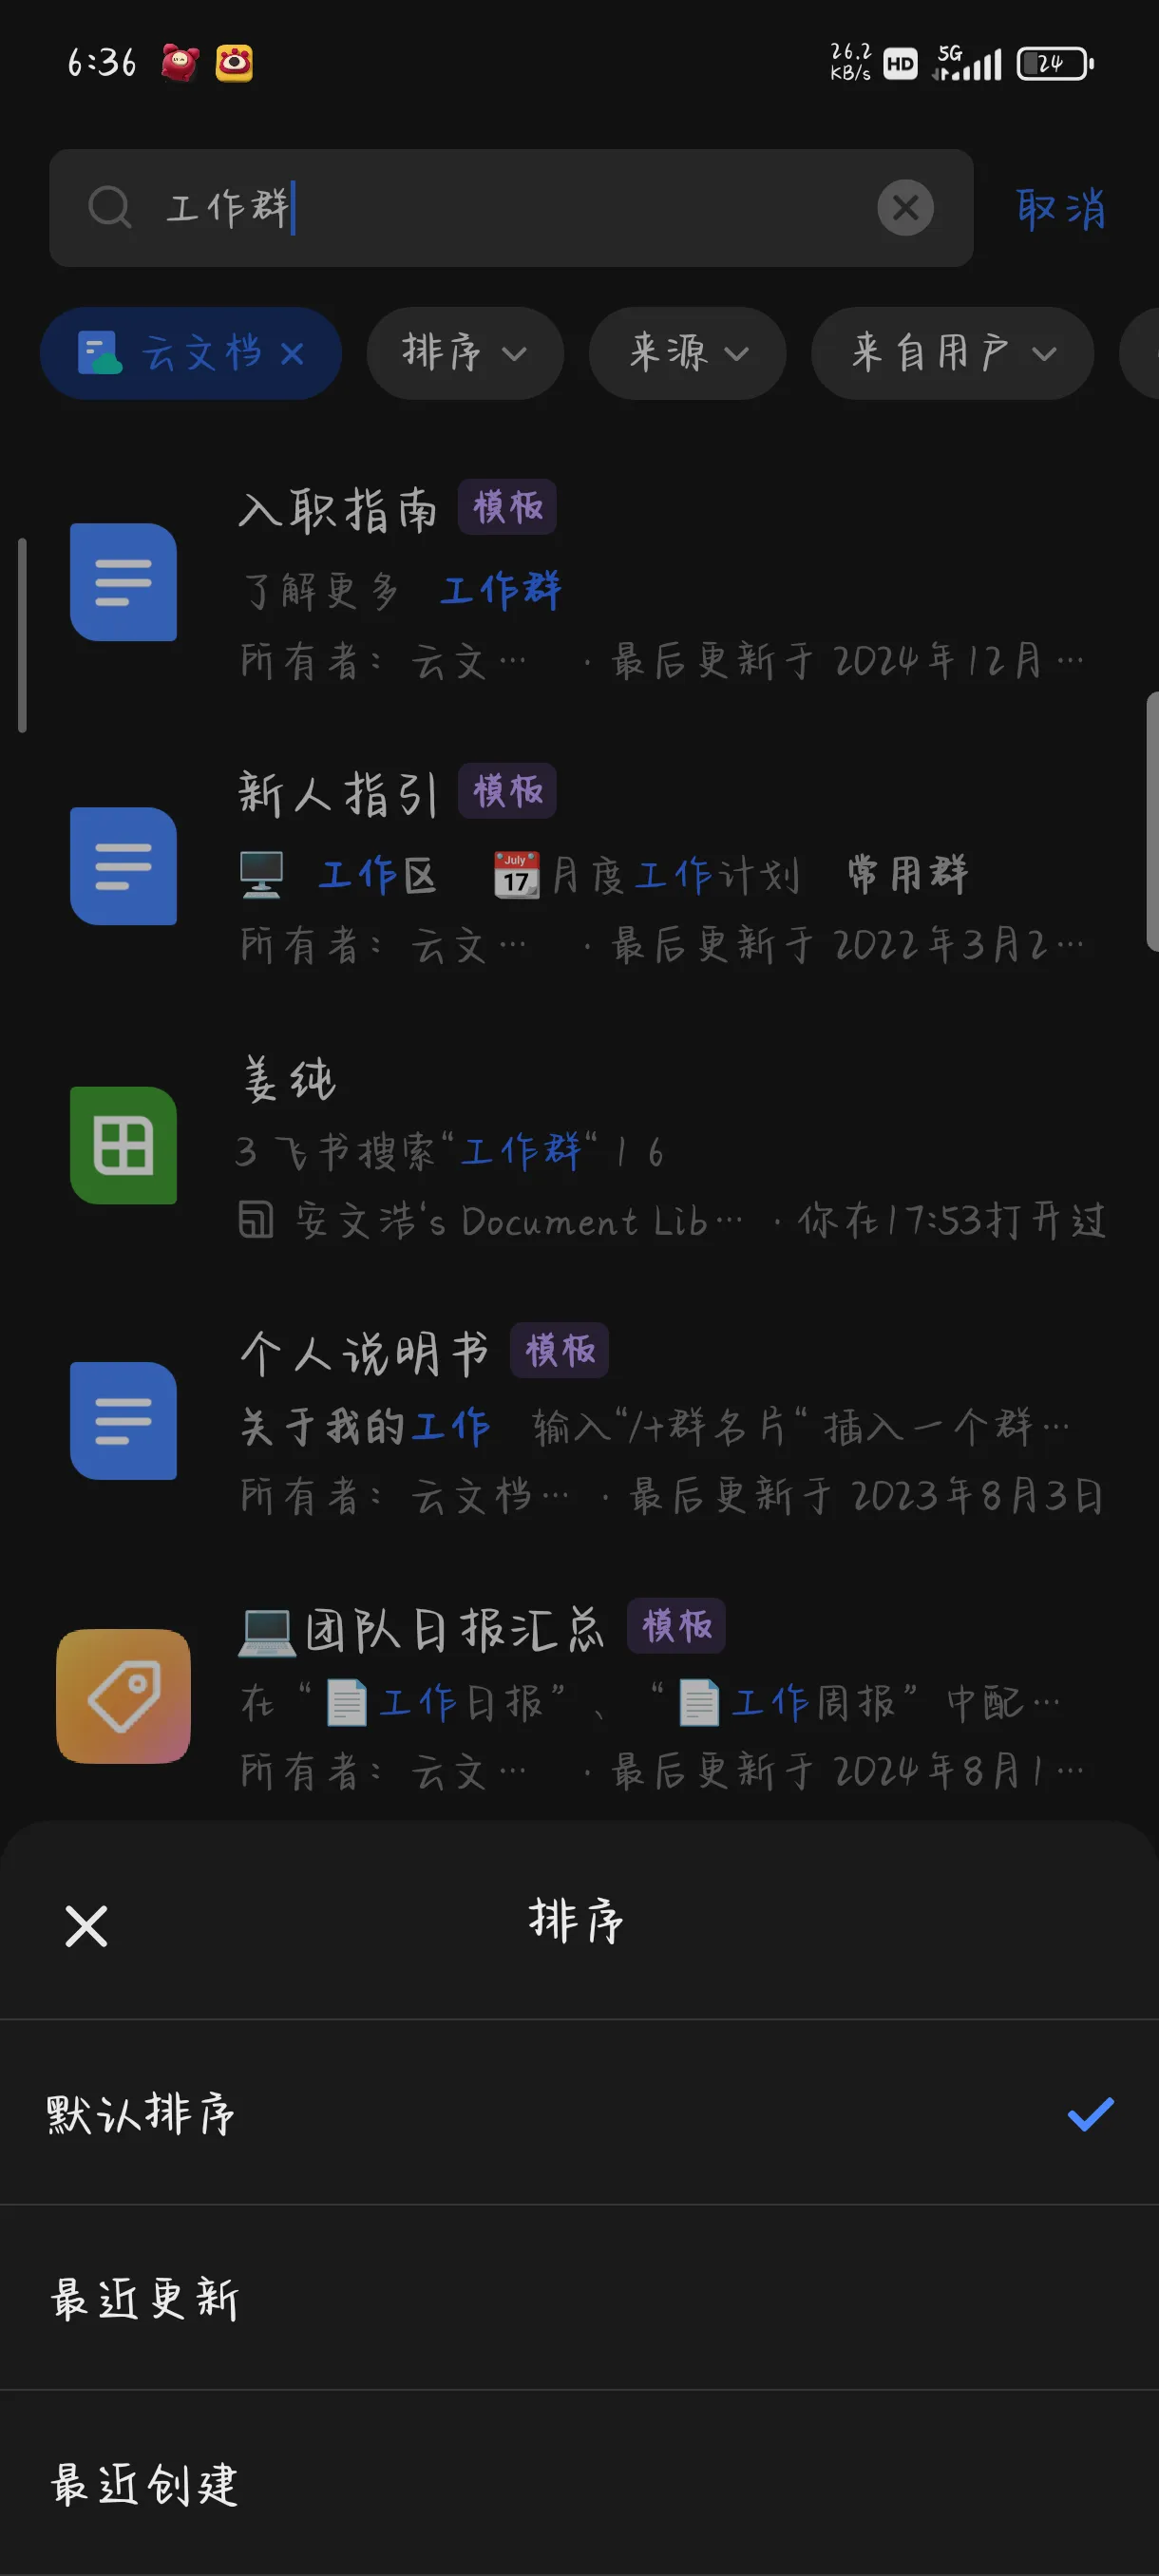 6:36 26.2 KB/s HD 5G 24
工作群 取消
云文档 排序 来源 来自用户
入职指南 模板
了解更多 工作群
所有者：云文… · 最后更新于 2024年12月…
新人指引 模板
工作区 July 17 月度工作计划 常用群
所有者：云文… · 最后更新于 2022年3月2…
姜纯
3 飞书搜索“工作群“ 1 6
安文浩's Document Lib… · 你在17:53打开过
个人说明书 模板
关于我的工作 输入“/+群名片“ 插入一个群…
所有者：云文档… · 最后更新于 2023年8月3日
团队日报汇总 模板
在 “工作日报”、 “工作周报” 中配…
所有者：云文… · 最后更新于 2024年8月1…
排序
默认排序
最近更新
最近创建